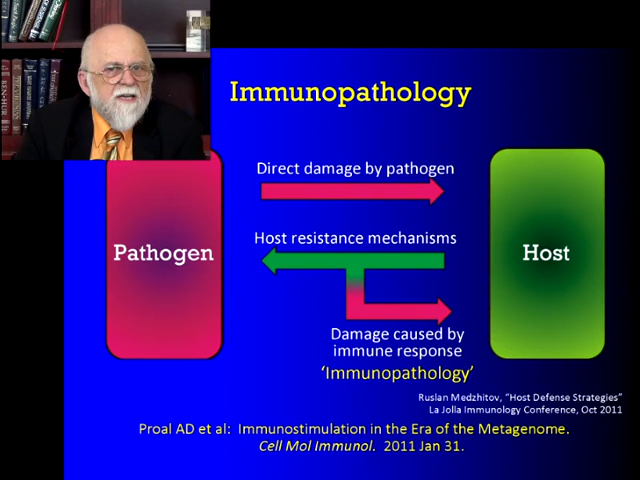 BEN-HUR
Immunopathology
Direct damage by pathogen
Host resistance mechanisms
Pathogen
Host
Damage caused by
immune response
‘Immunopathology’
Ruslan Medzhitov, “Host Defense Strategies”
La Jolla Immunology Conference, Oct 2011
Proal AD et al: Immunostimulation in the Era of the Metagenome.
Cell Mol Immunol. 2011 Jan 31.